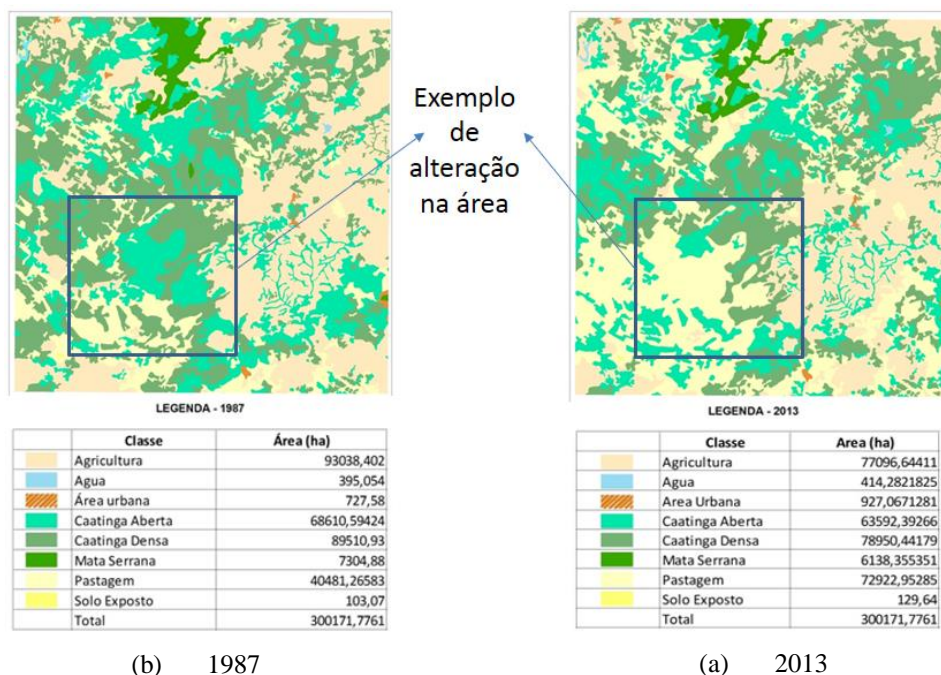 Exemplo
de
alteração
na área
LEGENDA - 1987
Classe Área (ha)
Agricultura 93038,402
Agua 395,054
Área urbana 727,58
Caatinga Aberta 68610,59424
Caatinga Densa 89510,93
Mata Serrana 7304,88
Pastagem 40481,26583
Solo Exposto 103,07
Total 300171,7761
(b) 1987
LEGENDA - 2013
Classe Area (ha)
Agricultura 77096,64411
Agua 414,2821825
Area Urbana 927,0671281
Caatinga Aberta 63592,39266
Caatinga Densa 78950,44179
Mata Serrana 6138,355351
Pastagem 72922,95285
Solo Exposto 129,64
Total 300171,7761
(a) 2013